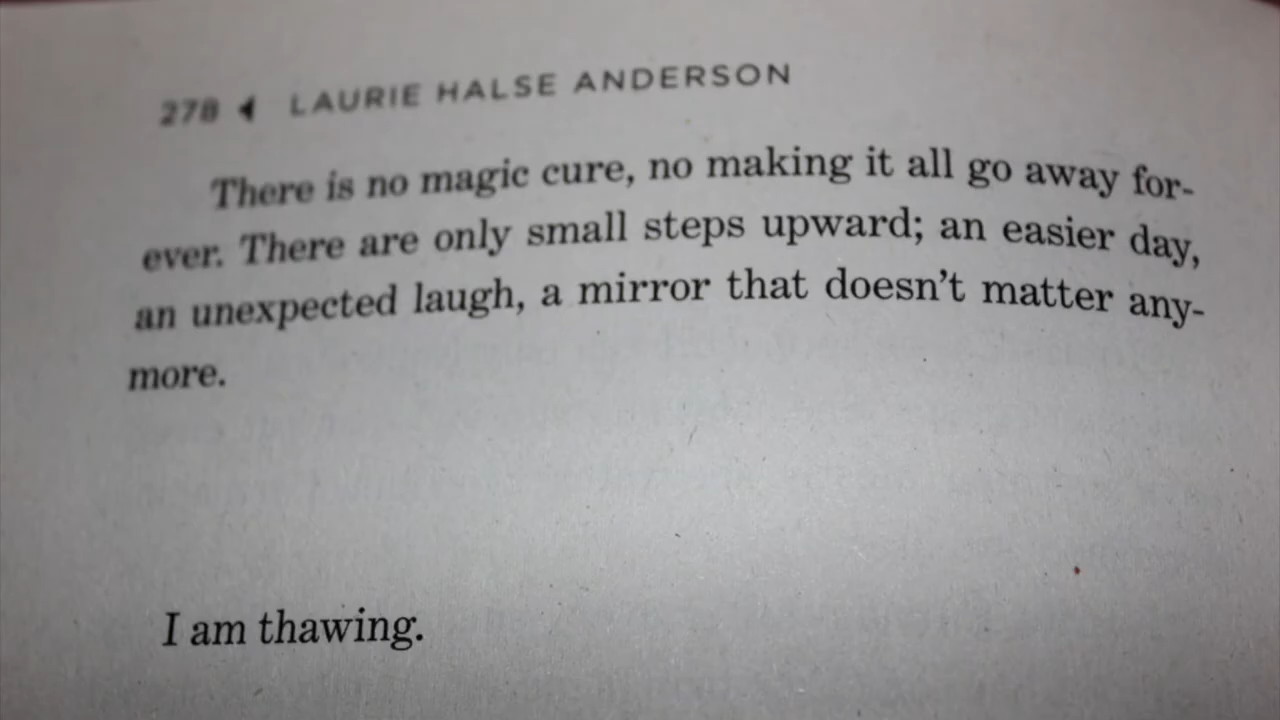 278 ◀ LAURIE HALSE ANDERSON
There is no magic cure, no making it all go away for-
ever. There are only small steps upward; an easier day,
an unexpected laugh, a mirror that doesn't matter any-
more.
I am thawing.